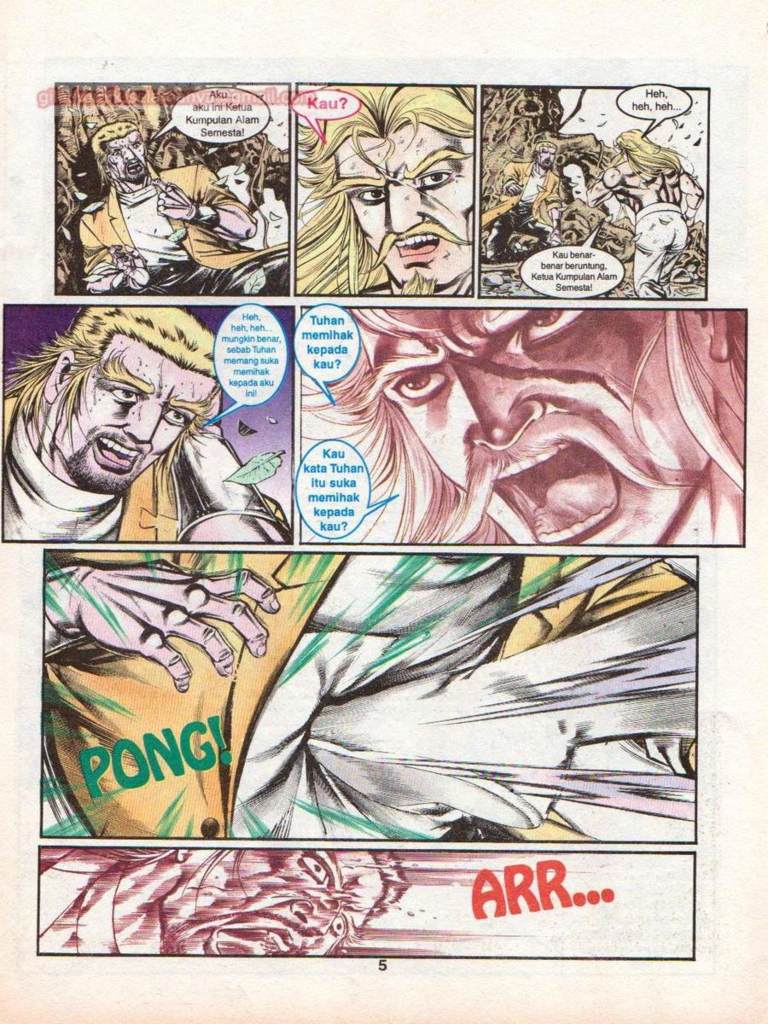 Aku
aku ini Ketua
Kumpulan Alam
Semesta!
Kau?
Heh,
heh, heh...
Kau benar-
benar beruntung,
Ketua Kumpulan Alam
Semesta!
Heh,
heh, heh...
mungkin benar,
sebab Tuhan
memang suka
memihak
kepada aku
ini!
Tuhan
memihak
kepada
kau?
Kau
kata Tuhan
itu suka
memihak
kepada
kau?
PONG!
ARR...
5